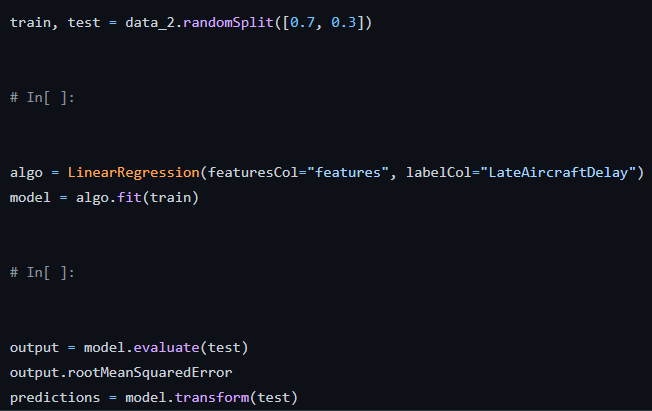 train, test = data_2.randomSplit([0.7, 0.3])
# In[ ]:
algo = LinearRegression(featuresCol="features", labelCol="LateAircraftDelay")
model = algo.fit(train)
# In[ ]:
output = model.evaluate(test)
output.rootMeanSquaredError
predictions = model.transform(test)